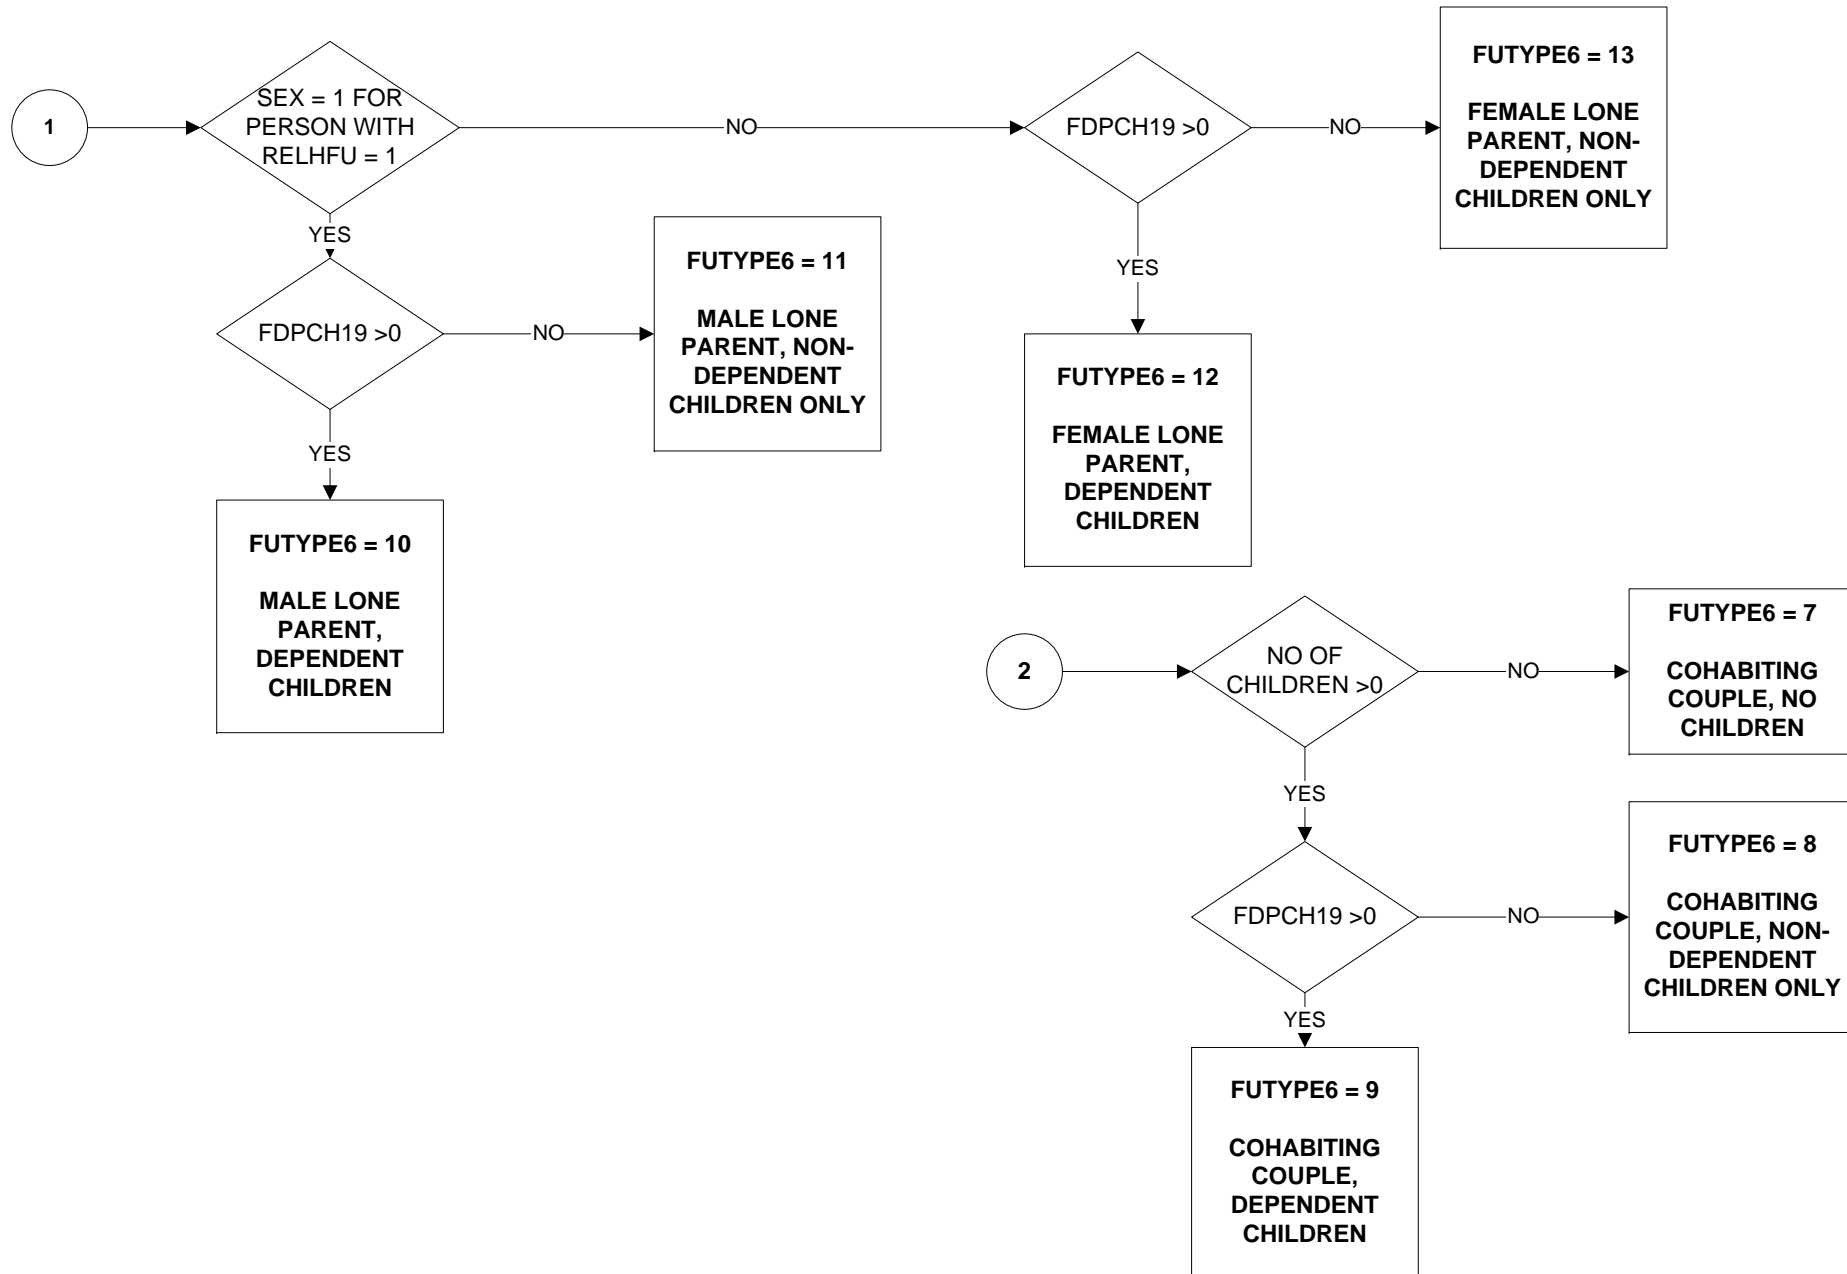 1
SEX = 1 FOR
PERSON WITH
RELHFU = 1
NO
FDPCH19 >0
NO
FUTYPE6 = 13
FEMALE LONE
PARENT, NON-
DEPENDENT
CHILDREN ONLY
YES
FDPCH19 >0
NO
FUTYPE6 = 11
MALE LONE
PARENT, NON-
DEPENDENT
CHILDREN ONLY
YES
FUTYPE6 = 12
FEMALE LONE
PARENT,
DEPENDENT
CHILDREN
YES
FUTYPE6 = 10
MALE LONE
PARENT,
DEPENDENT
CHILDREN
2
NO OF
CHILDREN >0
NO
FUTYPE6 = 7
COHABITING
COUPLE, NO
CHILDREN
YES
FDPCH19 >0
NO
FUTYPE6 = 8
COHABITING
COUPLE, NON-
DEPENDENT
CHILDREN ONLY
YES
FUTYPE6 = 9
COHABITING
COUPLE,
DEPENDENT
CHILDREN